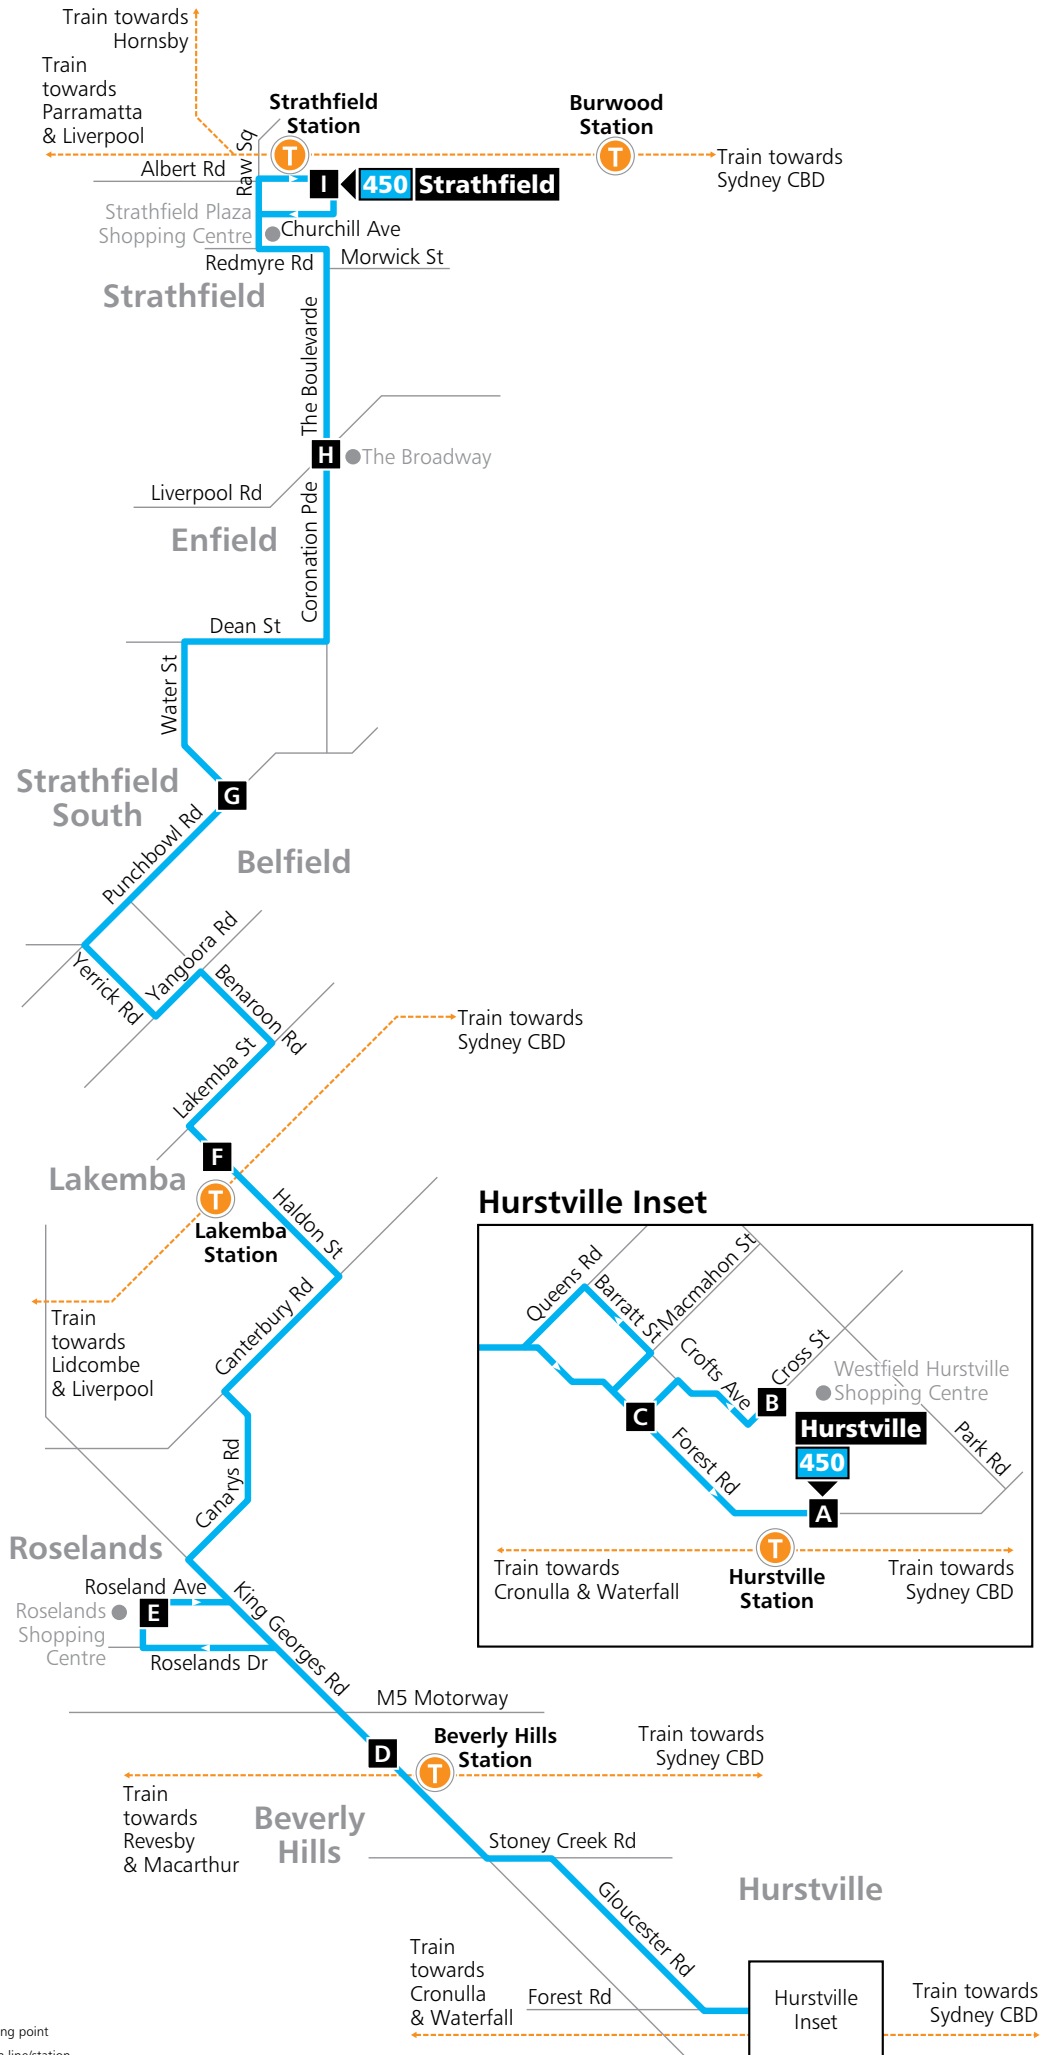 Train towards
Hornsby
Train
towards
Parramatta
& Liverpool
Strathfield
Station
Burwood
Station
T
T
Train towards
Sydney CBD
Raw Sq
Albert Rd
I
450 Strathfield
Strathfield Plaza
Shopping Centre
Churchill Ave
Redmyre Rd
Morwick St
Strathfield
The Boulevarde
H
The Broadway
Liverpool Rd
Enfield
Coronation Pde
Dean St
Water St
Strathfield
South
G
Punchbowl Rd
Belfield
Yerrick Rd
Yangoora Rd
Benaroon Rd
Train towards
Sydney CBD
Lakemba St
F
Lakemba
T
Lakemba
Station
Haldon St
Train
towards
Lidcombe
& Liverpool
Canterbury Rd
Canarys Rd
Roselands
Roseland Ave
Roselands
Shopping
Centre
E
Roselands Dr
King Georges Rd
M5 Motorway
D
Beverly Hills
Station
T
Train towards
Sydney CBD
Train
towards
Revesby
& Macarthur
Beverly
Hills
Stoney Creek Rd
Hurstville
Gloucester Rd
Train
towards
Cronulla
& Waterfall
Forest Rd
Hurstville
Inset
Train towards
Sydney CBD
Hurstville Inset
Queens Rd
Barratt St
Macmahon St
Crofts Ave
Cross St
Westfield Hurstville
Shopping Centre
B
C
Hurstville
450
Forest Rd
Park Rd
A
T
Train towards
Cronulla & Waterfall
Hurstville
Station
Train towards
Sydney CBD
ng point